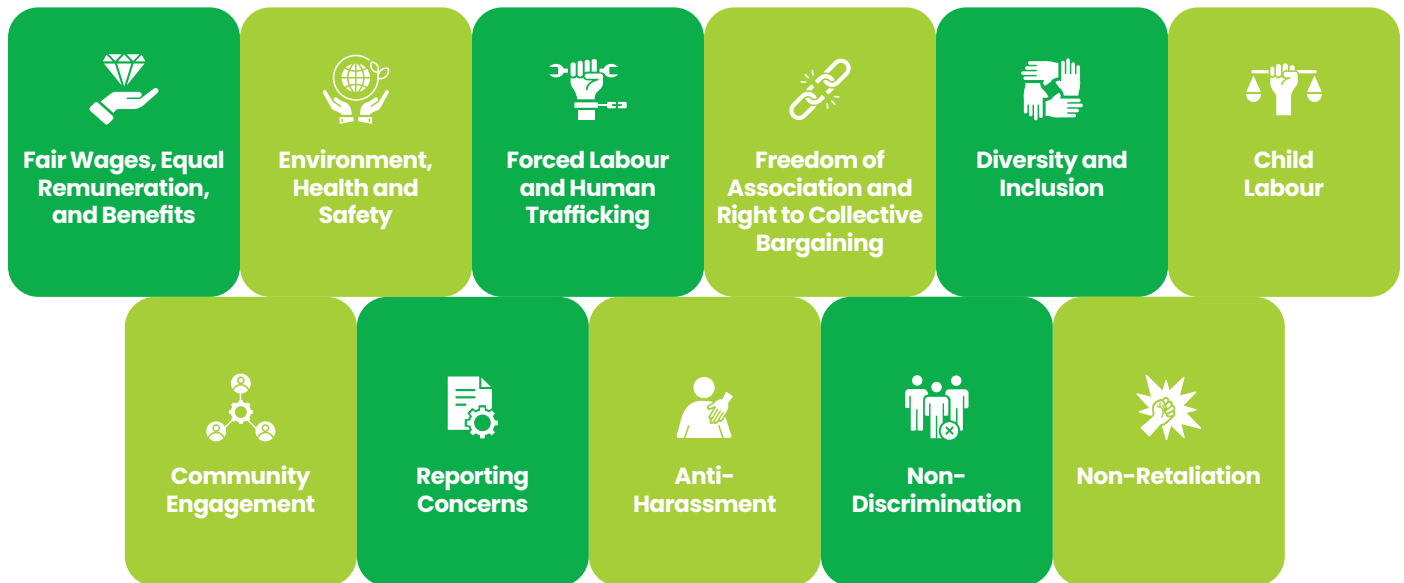 Fair Wages, Equal
Remuneration,
and Benefits
Environment,
Health and
Safety
Forced Labour
and Human
Trafficking
Freedom of
Association and
Right to Collective
Bargaining
Diversity and
Inclusion
Child
Labour
Community
Engagement
Reporting
Concerns
Anti-
Harassment
Non-
Discrimination
Non-Retaliation